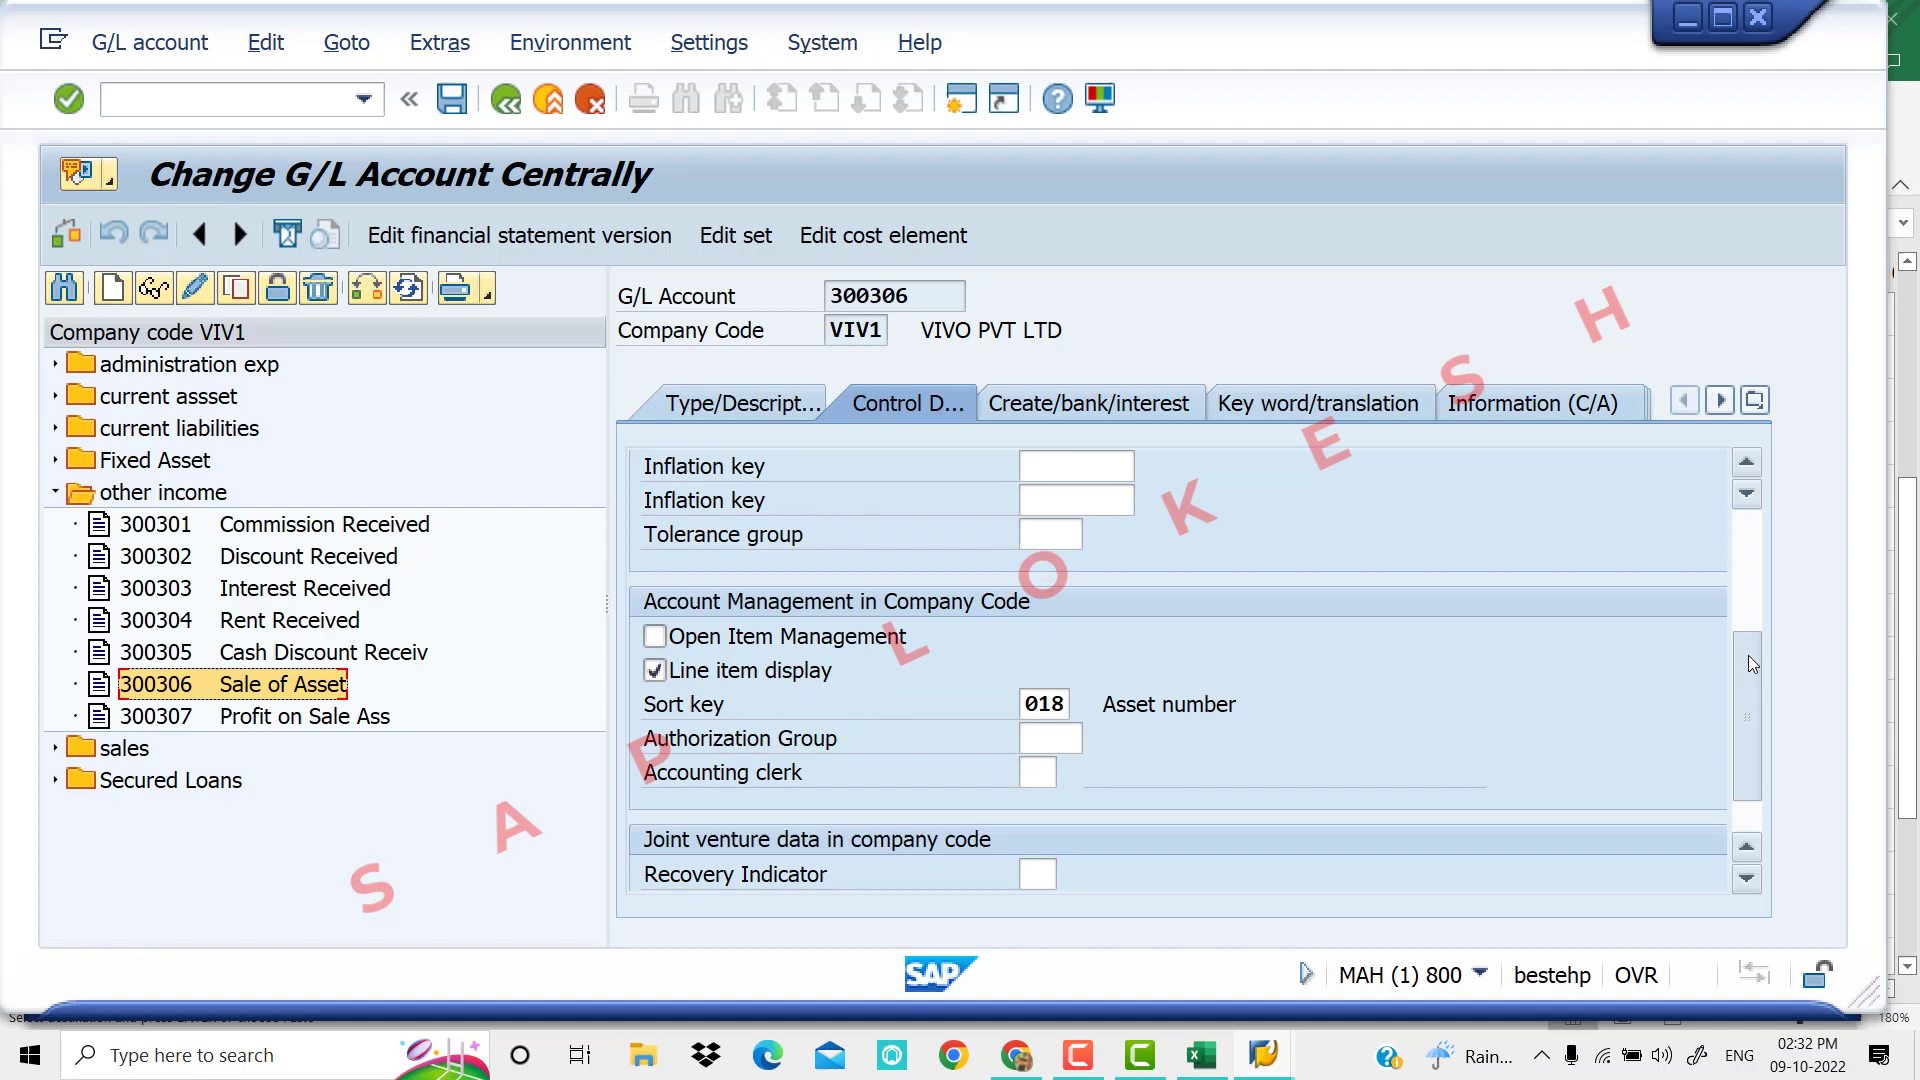 G/L account Edit Goto Extras Environment Settings System Help
Change G/L Account Centrally
Edit financial statement version Edit set Edit cost element
G/L Account 300306
Company Code VIV1 VIVO PVT LTD
Company code VIV1
administration exp
current assset
current liabilities
Fixed Asset
other income
300301 Commission Received
300302 Discount Received
300303 Interest Received
300304 Rent Received
300305 Cash Discount Receiv
300306 Sale of Asset
300307 Profit on Sale Ass
sales
Secured Loans
Type/Descript... Control D... Create/bank/interest Key word/translation Information (C/A)
Inflation key
Inflation key
Tolerance group
Account Management in Company Code
Open Item Management
Line item display
Sort key 018 Asset number
Authorization Group
Accounting clerk
Joint venture data in company code
Recovery Indicator
SAP LOKESH
SAP
MAH (1) 800 bestehp OVR
180%
Type here to search
Rain... ENG
02:32 PM
09-10-2022